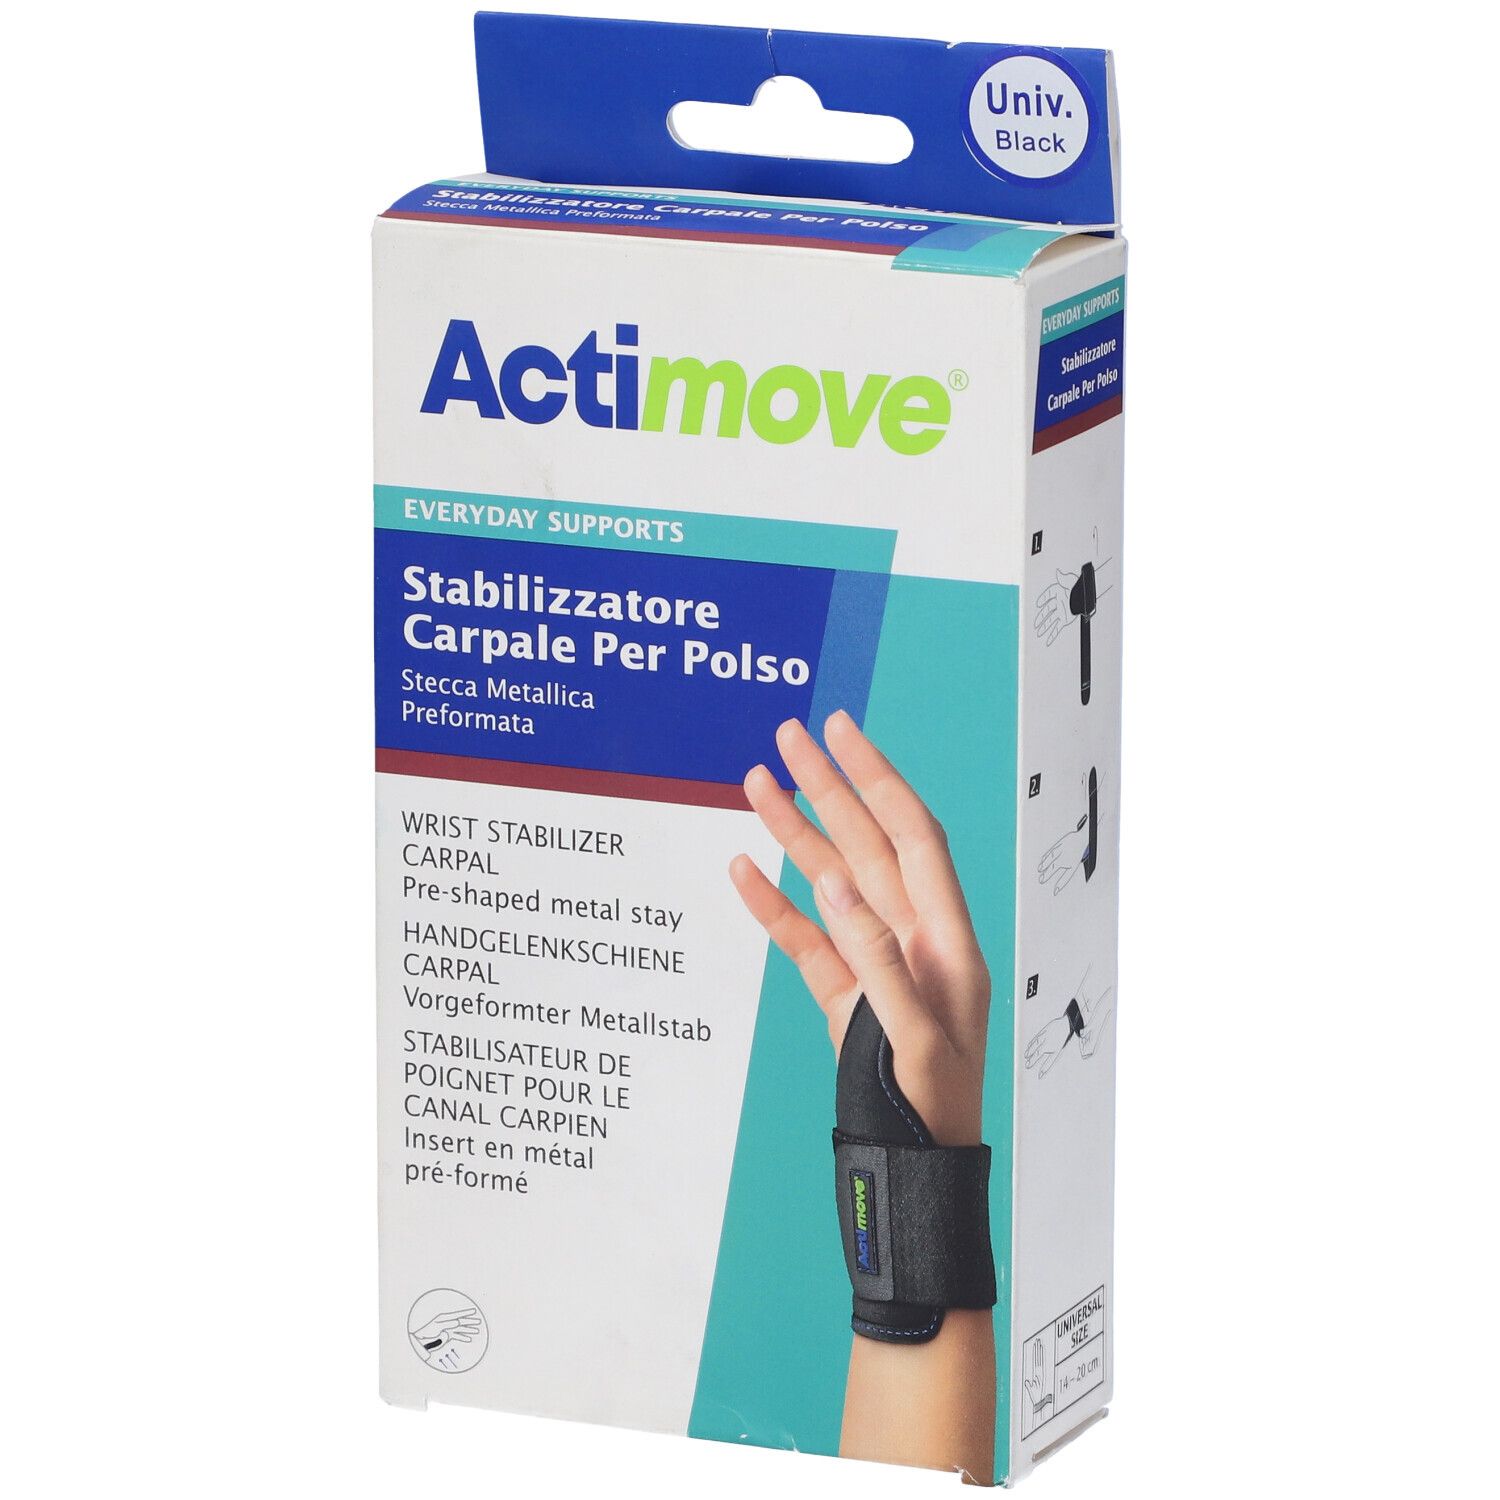 Univ.
Black
EVERYDAY SUPPORTS
Stabilizzatore Carpale Per Polso
Stecca Metallica Preformata
Actimove®
EVERYDAY SUPPORTS
Stabilizzatore
Carpale Per Polso
Stecca Metallica
Preformata
WRIST STABILIZER
CARPAL
Pre-shaped metal stay
HANDGELENKSCHIENE
CARPAL
Vorgeformter Metallstab
STABILISATEUR DE
POIGNET POUR LE
CANAL CARPIEN
Insert en métal
pré-formé
Actimove
EVERYDAY SUPPORTS
Stabilizzatore
Carpale Per Polso
1.
2.
3.
UNIVERSAL
SIZE
14 – 20 cm